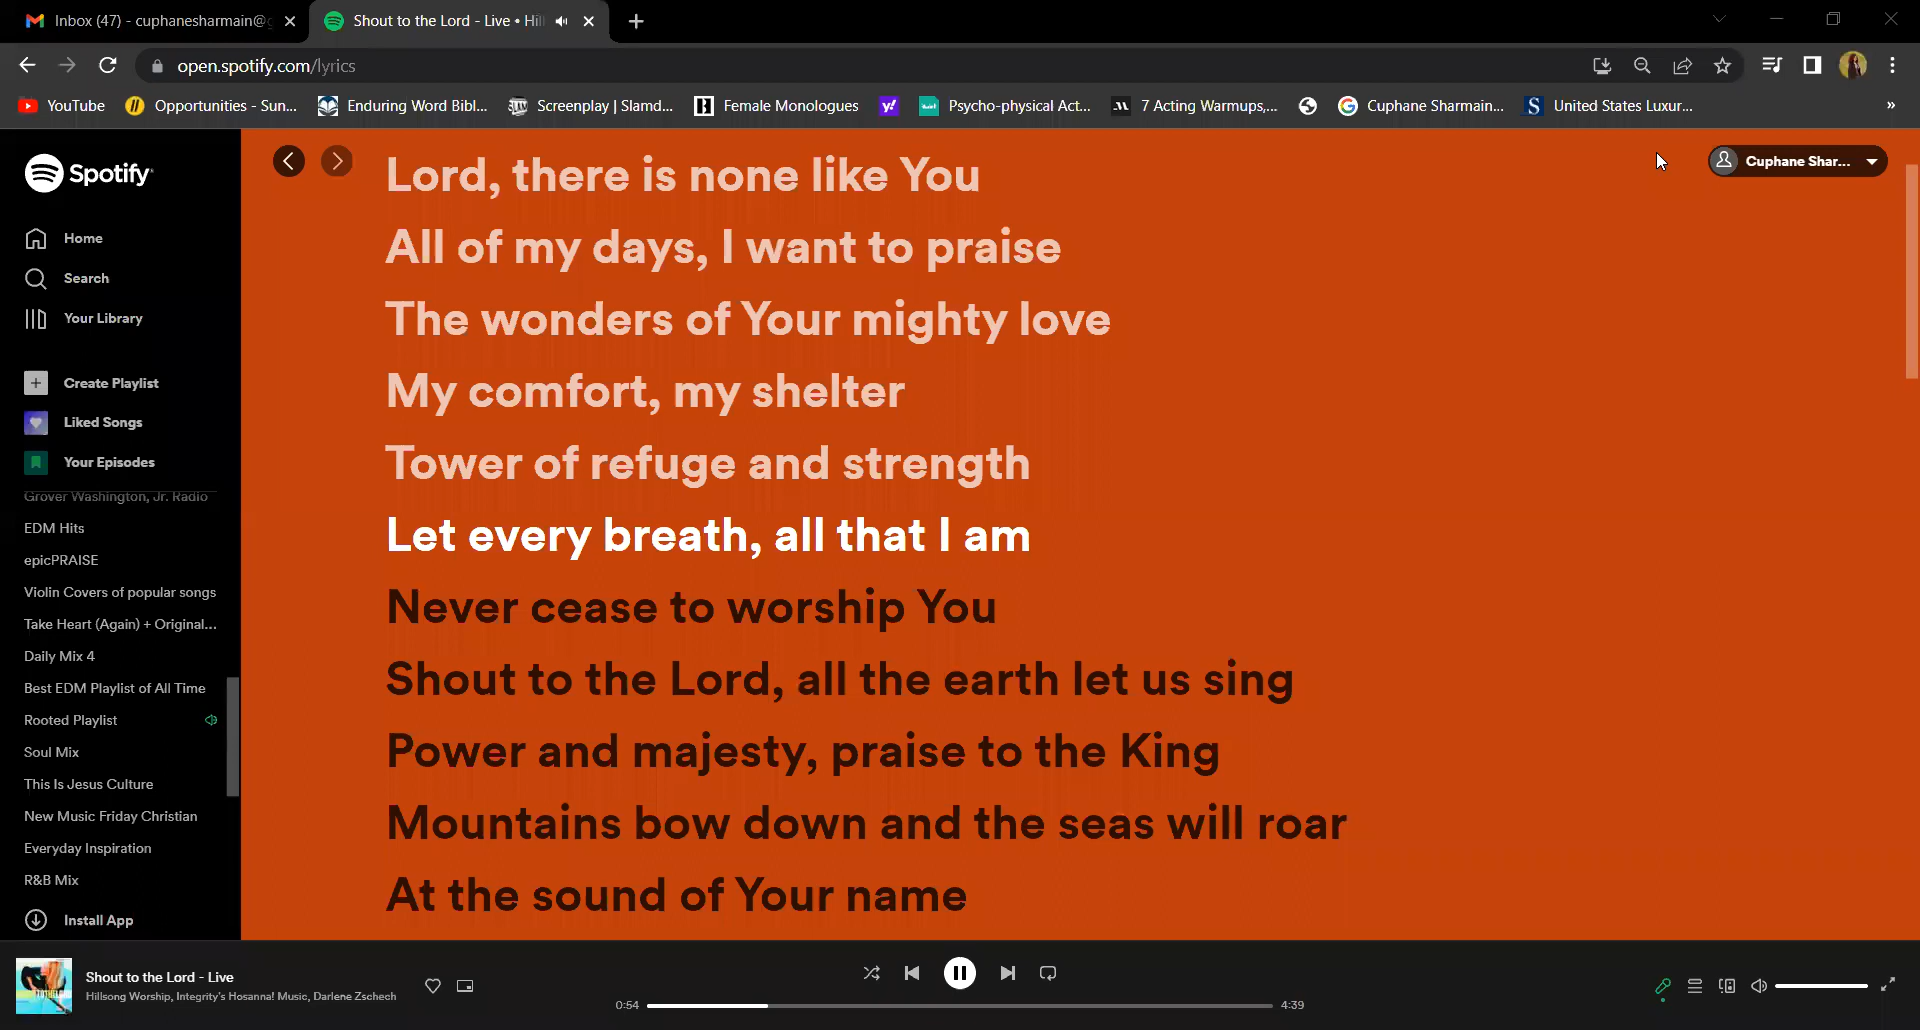 Inbox (47) - cuphanesharmain@g
Shout to the Lord - Live • Hil
open.spotify.com/lyrics
YouTube
Opportunities - Sun...
Enduring Word Bibl...
Screenplay | Slamd...
Female Monologues
Psycho-physical Act...
7 Acting Warmups,...
Cuphane Sharmain...
United States Luxur...
»
Spotify
Cuphane Shar...
Home
Search
Your Library
Create Playlist
Liked Songs
Your Episodes
Grover Washington, Jr. Radio
EDM Hits
epicPRAISE
Violin Covers of popular songs
Take Heart (Again) + Original...
Daily Mix 4
Best EDM Playlist of All Time
Rooted Playlist
Soul Mix
This Is Jesus Culture
New Music Friday Christian
Everyday Inspiration
R&B Mix
Install App
Lord, there is none like You
All of my days, I want to praise
The wonders of Your mighty love
My comfort, my shelter
Tower of refuge and strength
Let every breath, all that I am
Never cease to worship You
Shout to the Lord, all the earth let us sing
Power and majesty, praise to the King
Mountains bow down and the seas will roar
At the sound of Your name
Shout to the Lord - Live
Hillsong Worship, Integrity's Hosanna! Music, Darlene Zschech
0:54
4:39